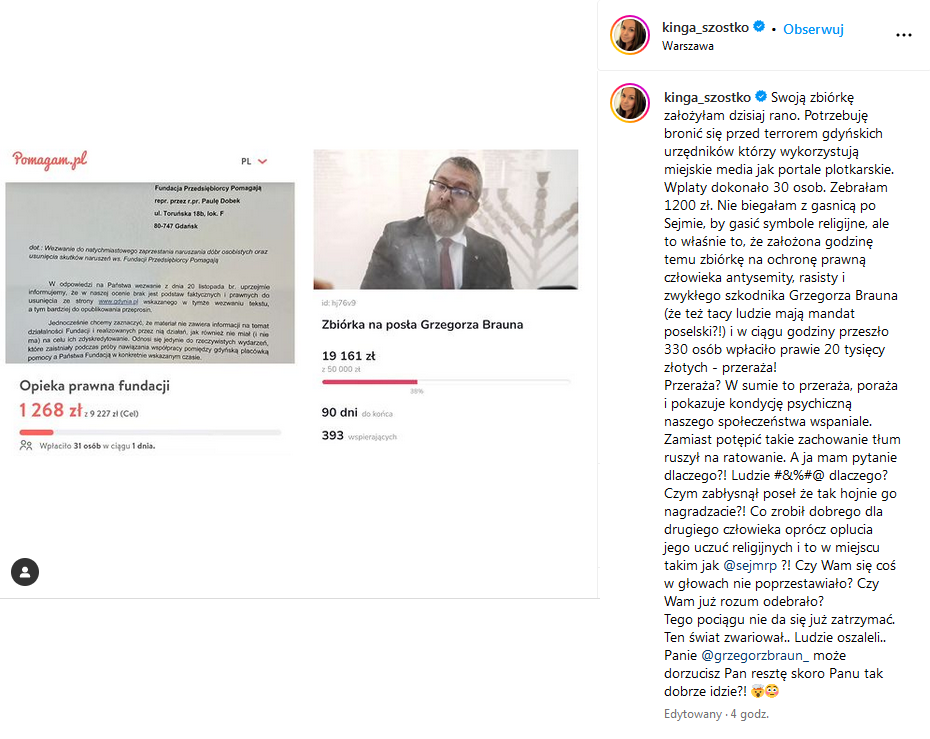 Pomagam.pl
PL
Fundacja Przedsiębiorcy Pomagają
repr. przez r.pr. Paulę Dobek
ul. Toruńska 18b, lok. F
80-747 Gdańsk
dot.: Wezwanie do natychmiastowego zaprzestania naruszania dóbr osobistych oraz
usunięcia skutków naruszeń ws. Fundacji Przedsiębiorcy Pomagają
W odpowiedzi na Państwa wezwanie z dnia 20 listopada br. uprzejmie
informujemy, że w naszej ocenie brak jest podstaw faktycznych i prawnych do
usunięcia ze strony www.gdynia.pl wskazanego w tymże wezwaniu tekstu,
a tym bardziej do opublikowania przeprosin.
Jednocześnie chcemy zaznaczyć, że materiał nie zawiera informacji na temat
działalności Fundacji i realizowanych przez nią działań, jak również nie miał (i nie
ma) na celu ich zdyskredytowanie. Odnosi się jedynie do rzeczywistych wydarzeń,
które zaistniały podczas próby nawiązania współpracy pomiędzy gdyńską placówką
pomocy a Państwa Fundacją w konkretnie wskazanym czasie.
Opieka prawna fundacji
1 268 zł z 9 227 zł (Cel)
Wpłaciło 31 osób w ciągu 1 dnia.
id: hj76v9
Zbiórka na posła Grzegorza Brauna
19 161 zł
z 50 000 zł
38%
90 dni do końca
393 wspierających
kinga_szostko • Obserwuj
Warszawa
kinga_szostko Swoją zbiórkę
założyłam dzisiaj rano. Potrzebuję
bronić się przed terrorem gdyńskich
urzędników którzy wykorzystują
miejskie media jak portale plotkarskie.
Wplaty dokonało 30 osob. Zebrałam
1200 zł. Nie biegałam z gasnicą po
Sejmie, by gasić symbole religijne, ale
to właśnie to, że założona godzinę
temu zbiórkę na ochronę prawną
człowieka antysemity, rasisty i
zwykłego szkodnika Grzegorza Brauna
(że też tacy ludzie mają mandat
poselski?!) i w ciągu godziny przeszło
330 osób wpłaciło prawie 20 tysięcy
złotych - przeraża!
Przeraża? W sumie to przeraża, poraża
i pokazuje kondycję psychiczną
naszego społeczeństwa wspaniale.
Zamiast potępić takie zachowanie tłum
ruszył na ratowanie. A ja mam pytanie
dlaczego?! Ludzie #&%#@ dlaczego?
Czym zabłysnął poseł że tak hojnie go
nagradzacie?! Co zrobił dobrego dla
drugiego człowieka oprócz oplucia
jego uczuć religijnych i to w miejscu
takim jak @sejmrp ?! Czy Wam się coś
w głowach nie poprzestawiało? Czy
Wam już rozum odebrało?
Tego pociągu nie da się już zatrzymać.
Ten świat zwariował.. Ludzie oszaleli..
Panie @grzegorzbraun_ może
dorzucisz Pan resztę skoro Panu tak
dobrze idzie?! 🤯😳
Edytowany · 4 godz.